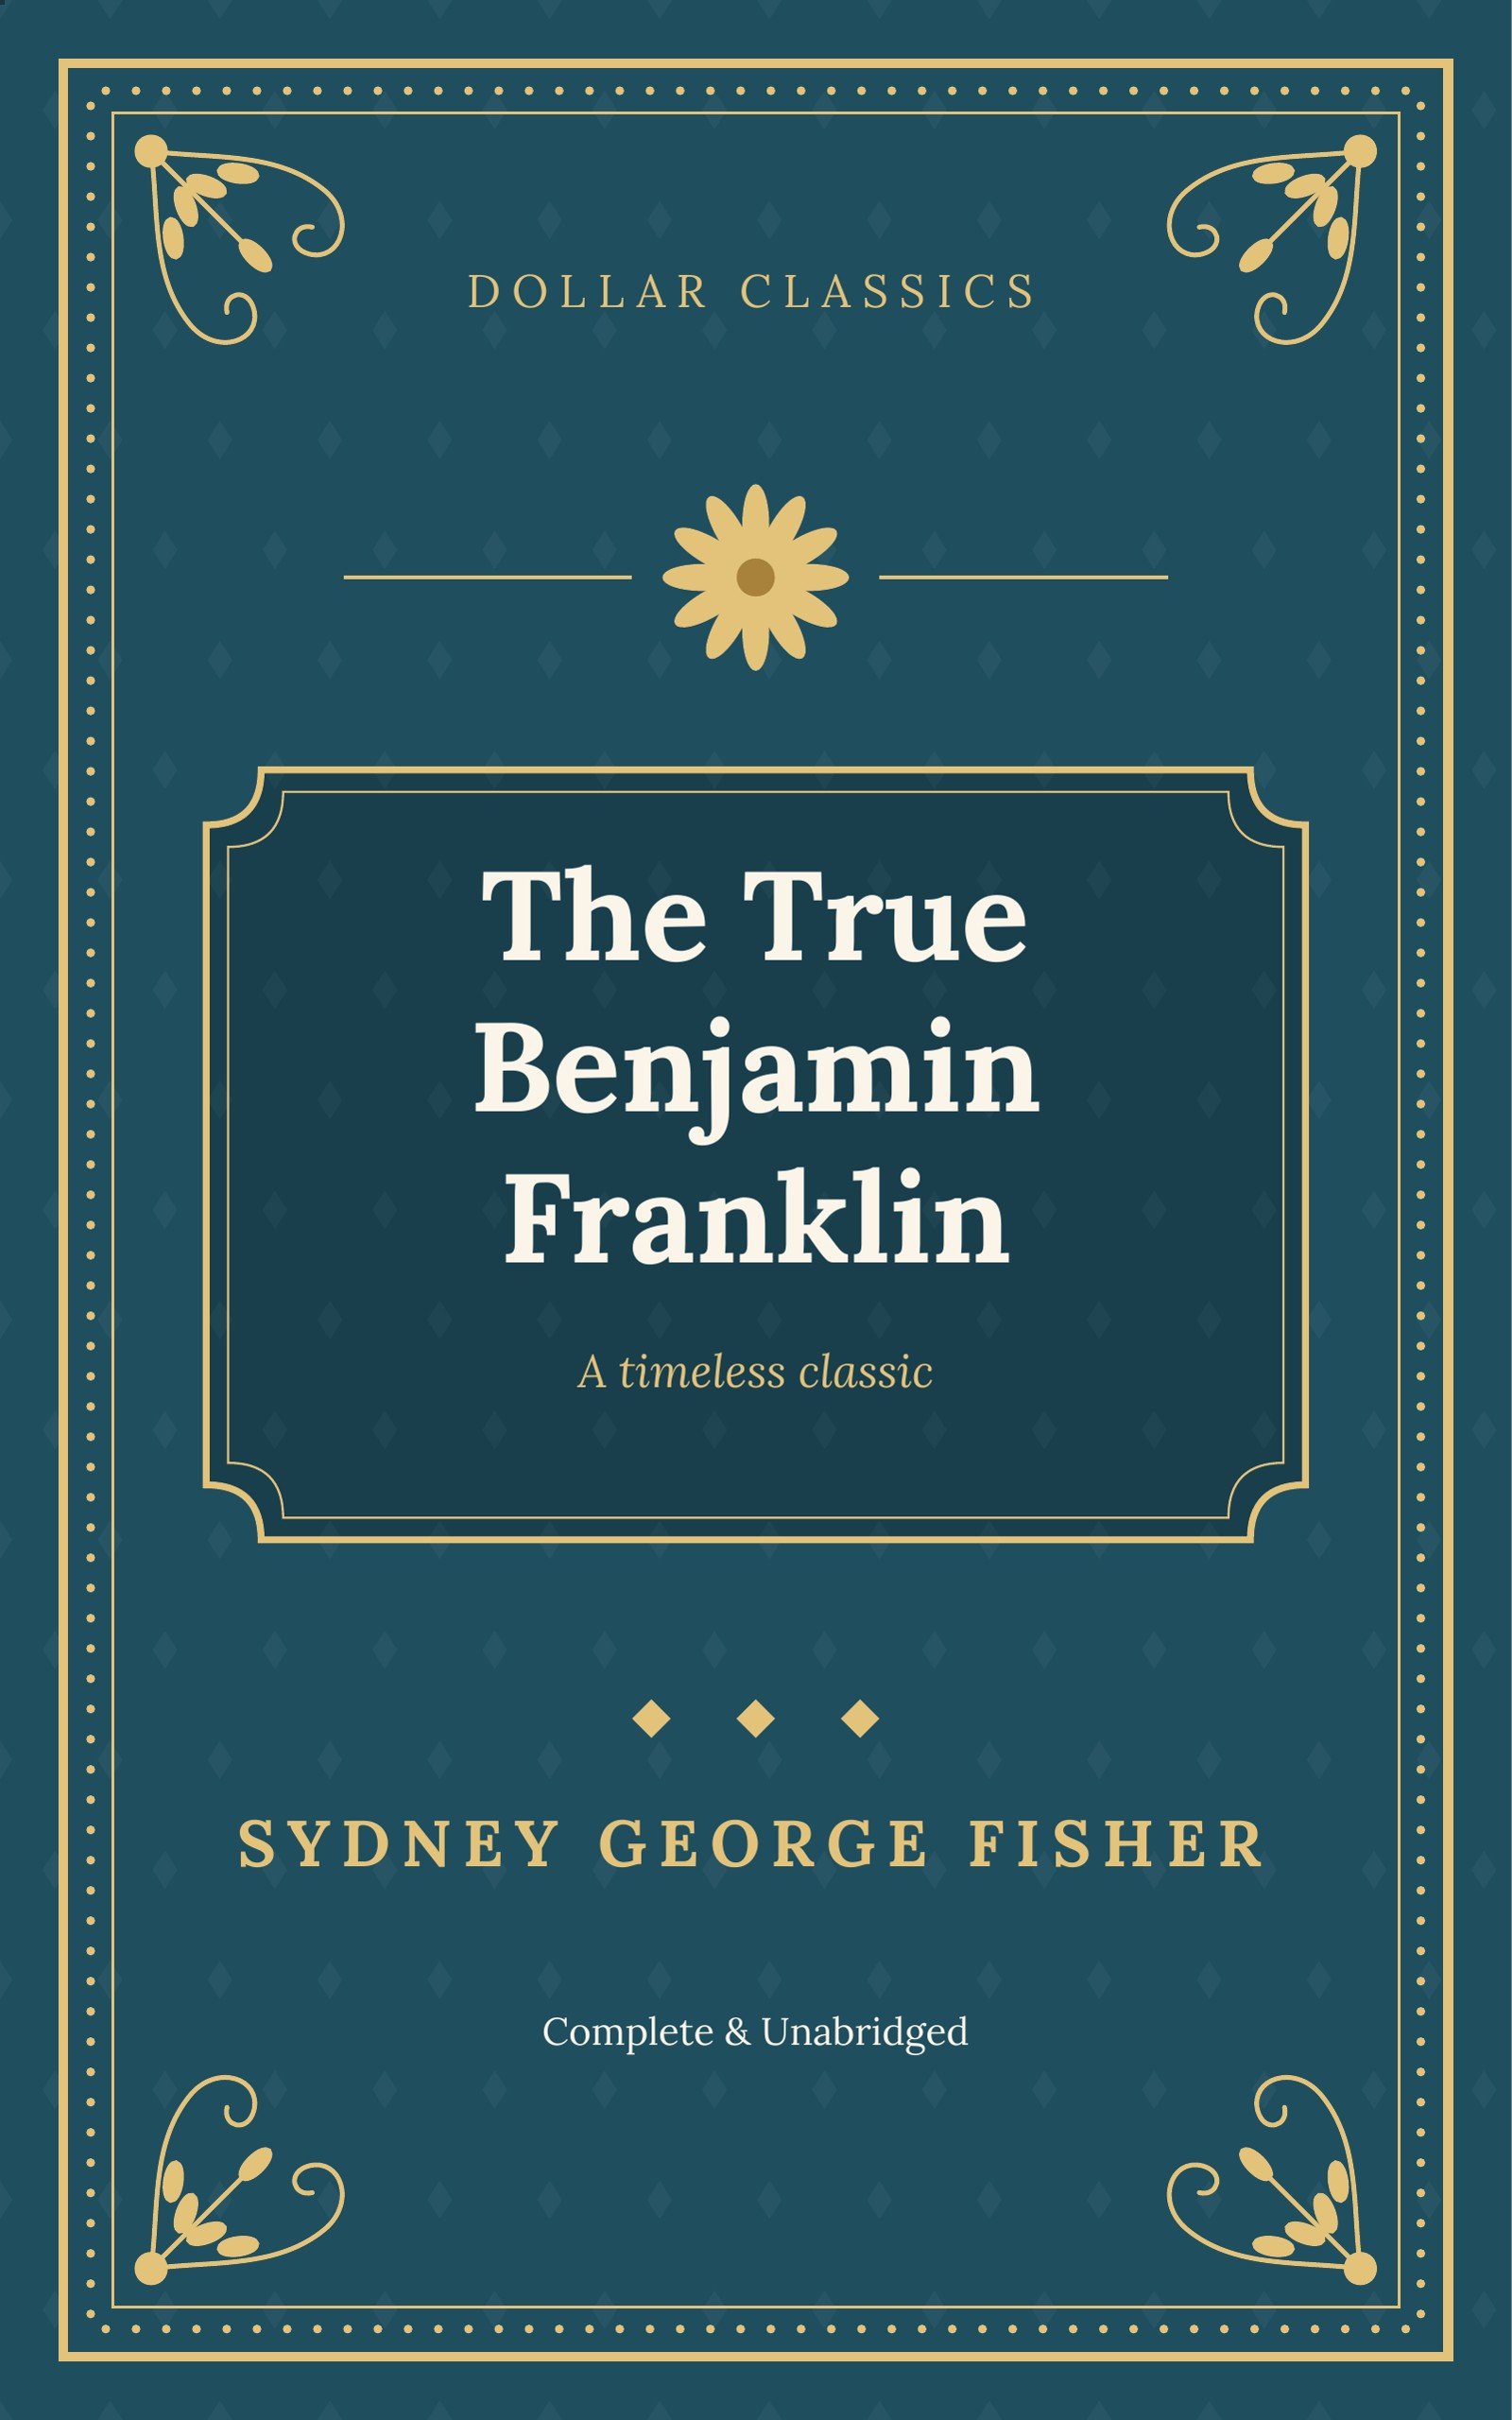 DOLLAR CLASSICS
The True
Benjamin
Franklin
A timeless classic
SYDNEY GEORGE FISHER
Complete & Unabridged